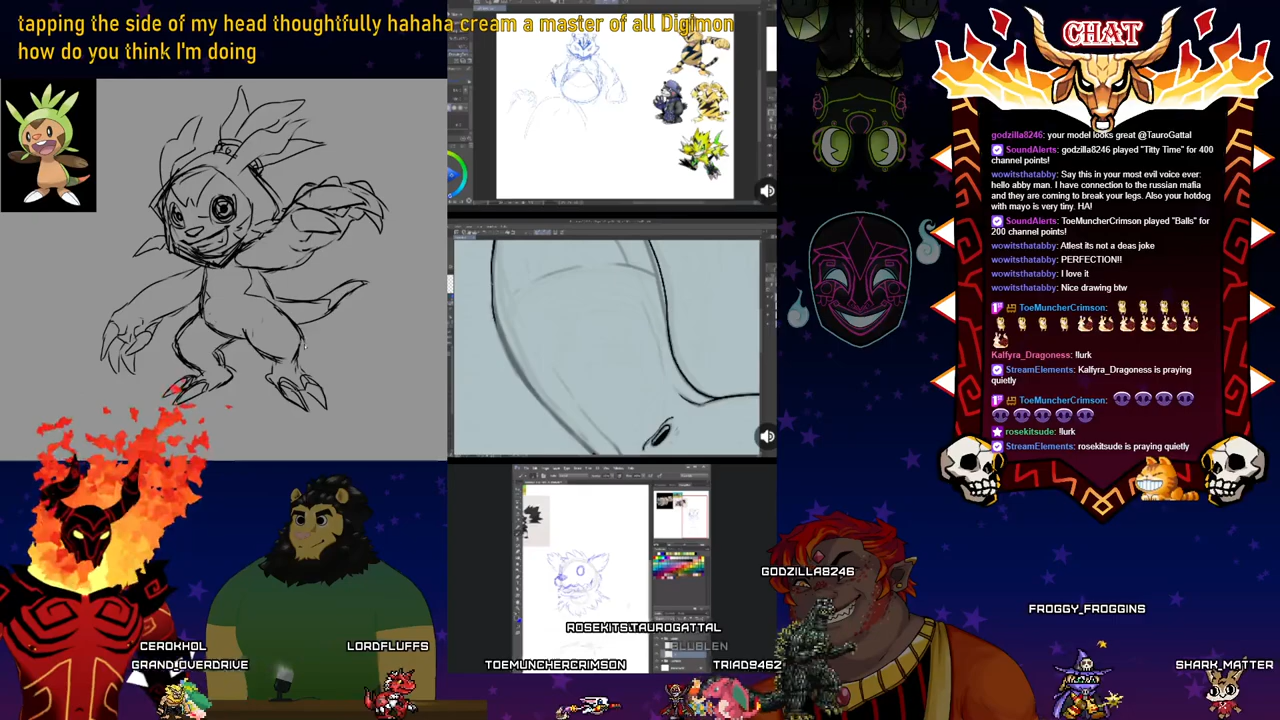 tapping the side of my head thoughtfully hahaha cream a master of all Digimon
how do you think I'm doing
CHAT
godzilla8246: your model looks great @TauroGattal
SoundAlerts: godzilla8246 played "Titty Time" for 400
channel points!
wowitsthatabby: Say this in your most evil voice ever:
hello abby man. I have connection to the russian mafia
and they are coming to break your legs. Also your hotdog
with mayo is very tiny. HA!
SoundAlerts: ToeMuncherCrimson played "Balls" for
200 channel points!
wowitsthatabby: Atlest its not a deas joke
wowitsthatabby: PERFECTION!!
wowitsthatabby: I love it
wowitsthatabby: Nice drawing btw
ToeMuncherCrimson:
Kalfyra_Dragoness: !lurk
StreamElements: Kalfyra_Dragoness is praying
quietly
ToeMuncherCrimson:
rosekitsude: !lurk
StreamElements: rosekitsude is praying quietly
GODZILLA8246
FROGGY_FROGGINS
ROSEKITS
TAUROGATTAL
CEROKHOL
LORDFLUFFS
BLUBLEN
GRAND_OVERDRIVE
TOEMUNCHERCRIMSON
TRIAD9462
SHARK_MATTER